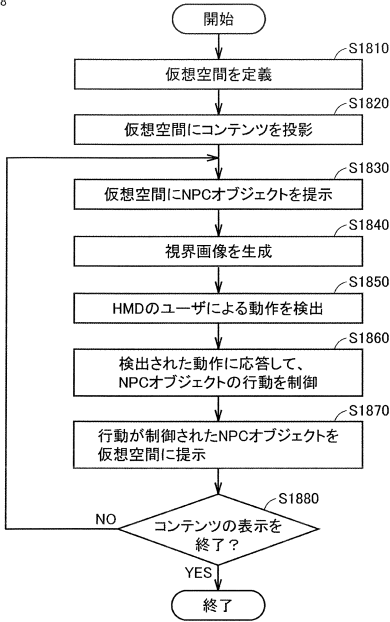 8
開始
S1810
仮想空間を定義
S1820
仮想空間にコンテンツを投影
S1830
仮想空間にNPCオブジェクトを提示
S1840
視界画像を生成
S1850
HMDのユーザによる動作を検出
S1860
検出された動作に応答して、
NPCオブジェクトの行動を制御
S1870
行動が制御されたNPCオブジェクトを
仮想空間に提示
S1880
コンテンツの表示を
終了？
NO
YES
終了